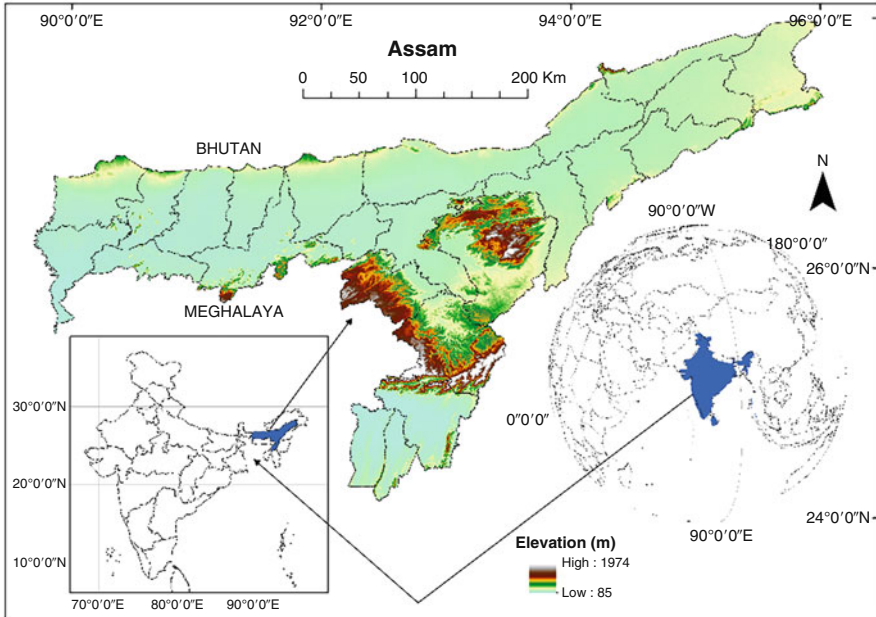 90°0′0″E 92°0′0″E 94°0′0″E 96°0′0″E
Assam
0 50 100 200 Km
BHUTAN
N
90°0′0″W
180°0′0″
26°0′0″N
MEGHALAYA
30°0′0″N
0°0′0″
20°0′0″N
24°0′0″N
90°0′0″E
Elevation (m)
High : 1974
10°0′0″N
Low : 85
70°0′0″E 80°0′0″E 90°0′0″E